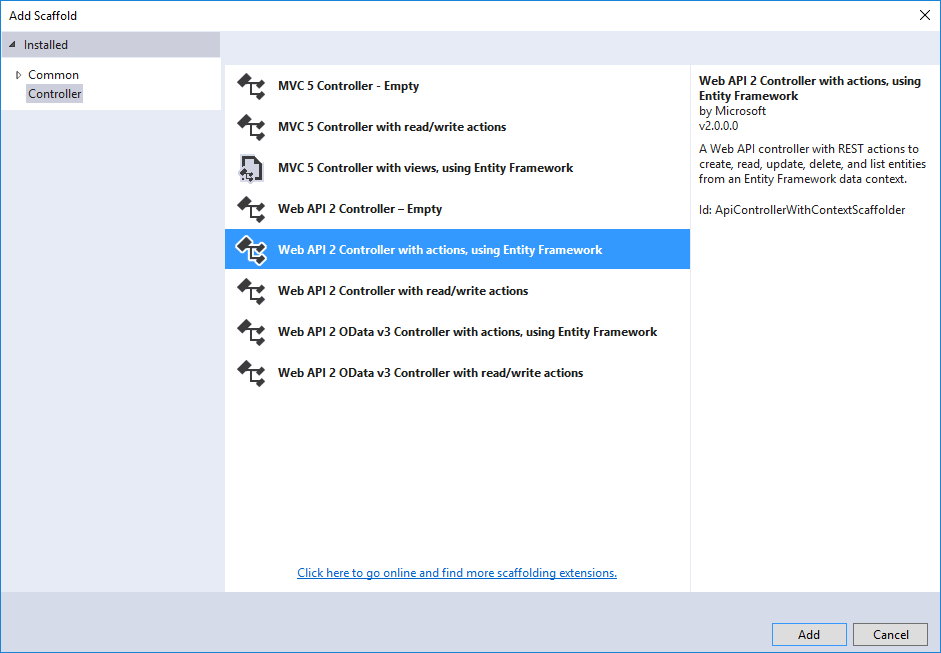 Add Scaffold
Installed
Common
Controller
MVC 5 Controller - Empty
MVC 5 Controller with read/write actions
MVC 5 Controller with views, using Entity Framework
Web API 2 Controller – Empty
Web API 2 Controller with actions, using Entity Framework
Web API 2 Controller with read/write actions
Web API 2 OData v3 Controller with actions, using Entity Framework
Web API 2 OData v3 Controller with read/write actions
Click here to go online and find more scaffolding extensions.
Web API 2 Controller with actions, using
Entity Framework
by Microsoft
v2.0.0.0
A Web API controller with REST actions to
create, read, update, delete, and list entities
from an Entity Framework data context.
Id: ApiControllerWithContextScaffolder
Add
Cancel